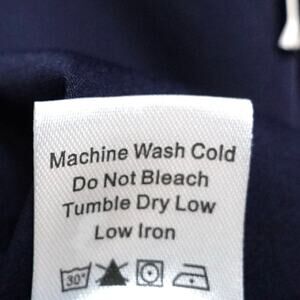 Machine Wash Cold
Do Not Bleach
Tumble Dry Low
Low Iron
30°